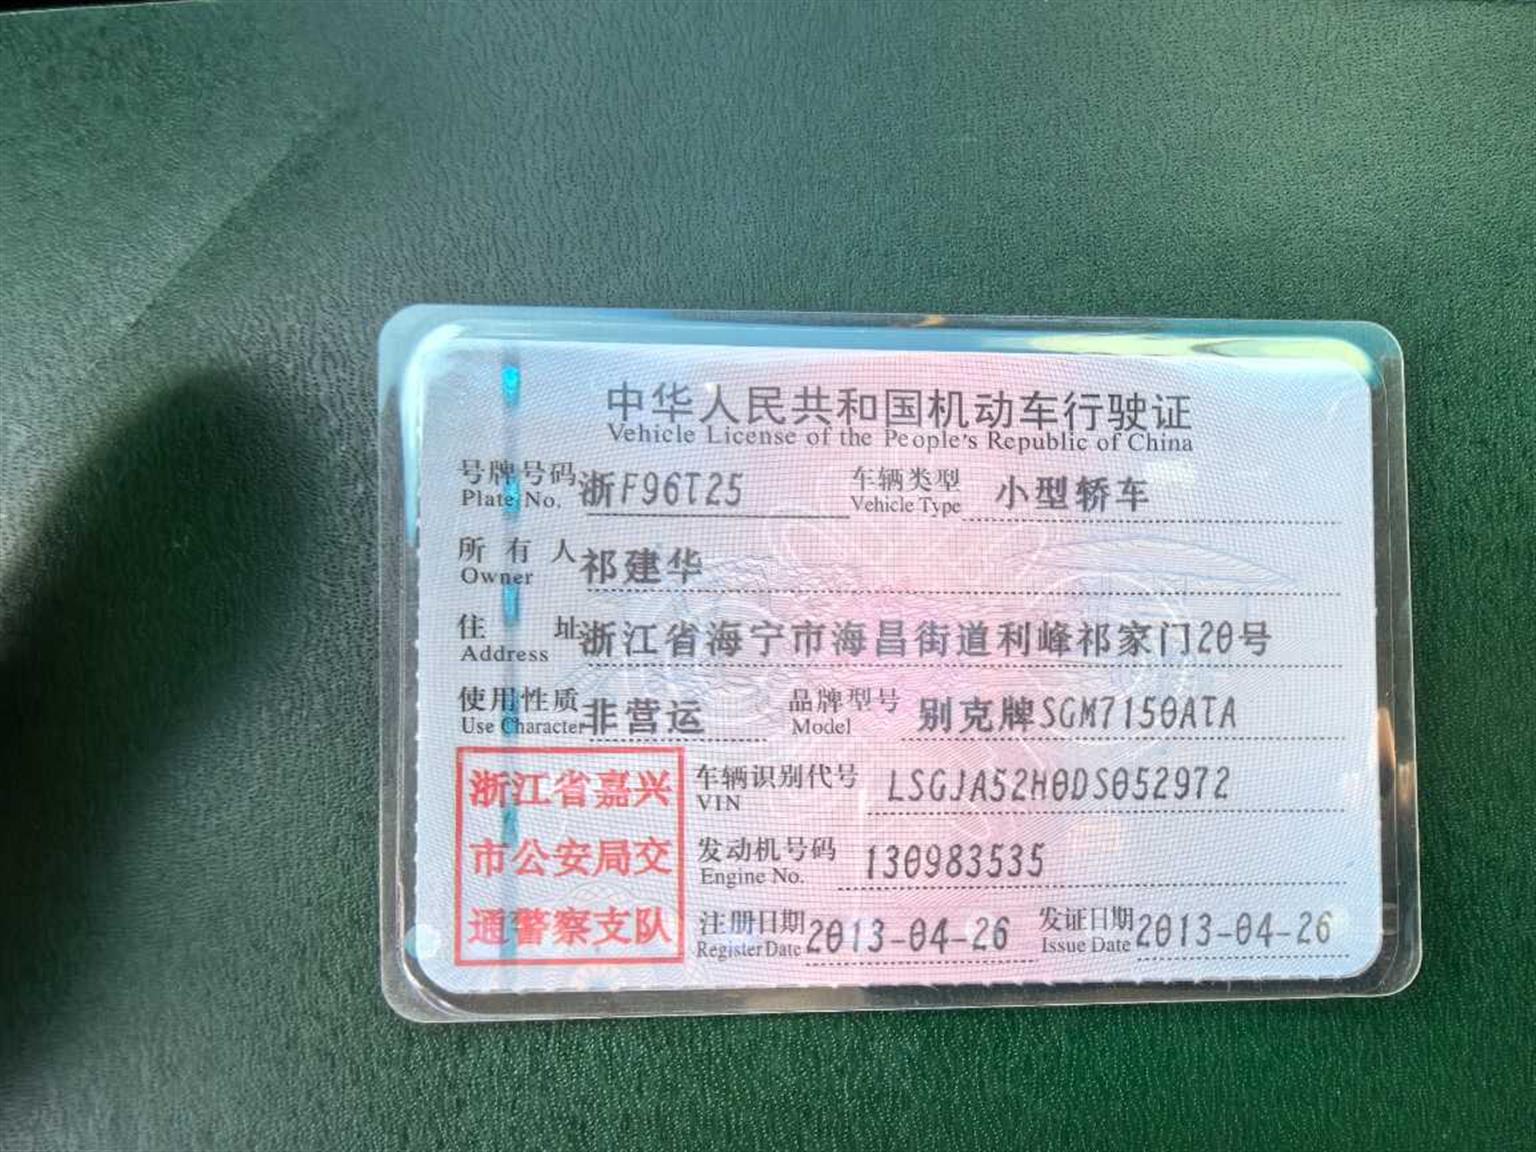 中华人民共和国机动车行驶证
Vehicle License of the People's Republic of China
号牌号码 浙F96T25 车辆类型 小型轿车
Plate No. Vehicle Type
所有人 祁建华
Owner
住址 浙江省海宁市海昌街道利峰祁家门20号
Address
使用性质 非营运 品牌型号 别克牌SGM7150ATA
Use Character Model
浙江省嘉兴
市公安局交
通警察支队
车辆识别代号 LSGJA52H0DS052972
VIN
发动机号码 130983535
Engine No.
注册日期 2013-04-26 发证日期 2013-04-26
Register Date Issue Date